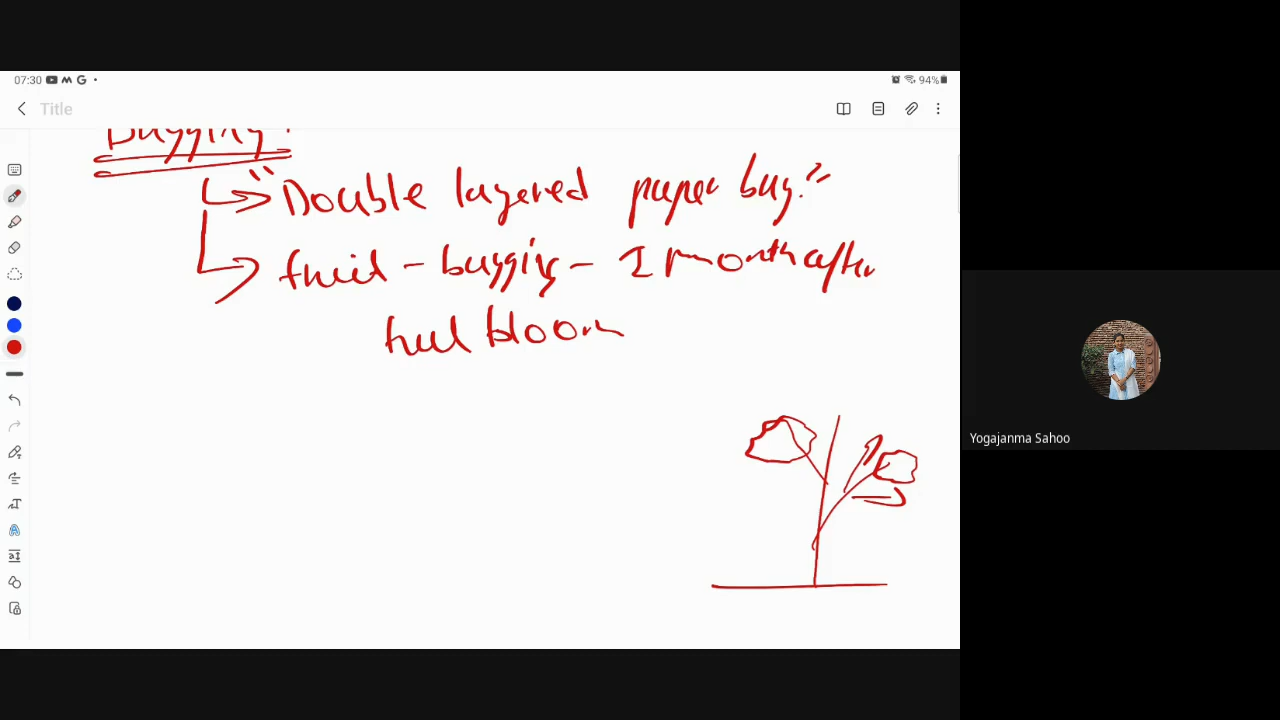 07:30 94%
Title
Bagging :
"Double layered paper bag."
fruit - bagging - 1 month after
full bloom
Yogajanma Sahoo